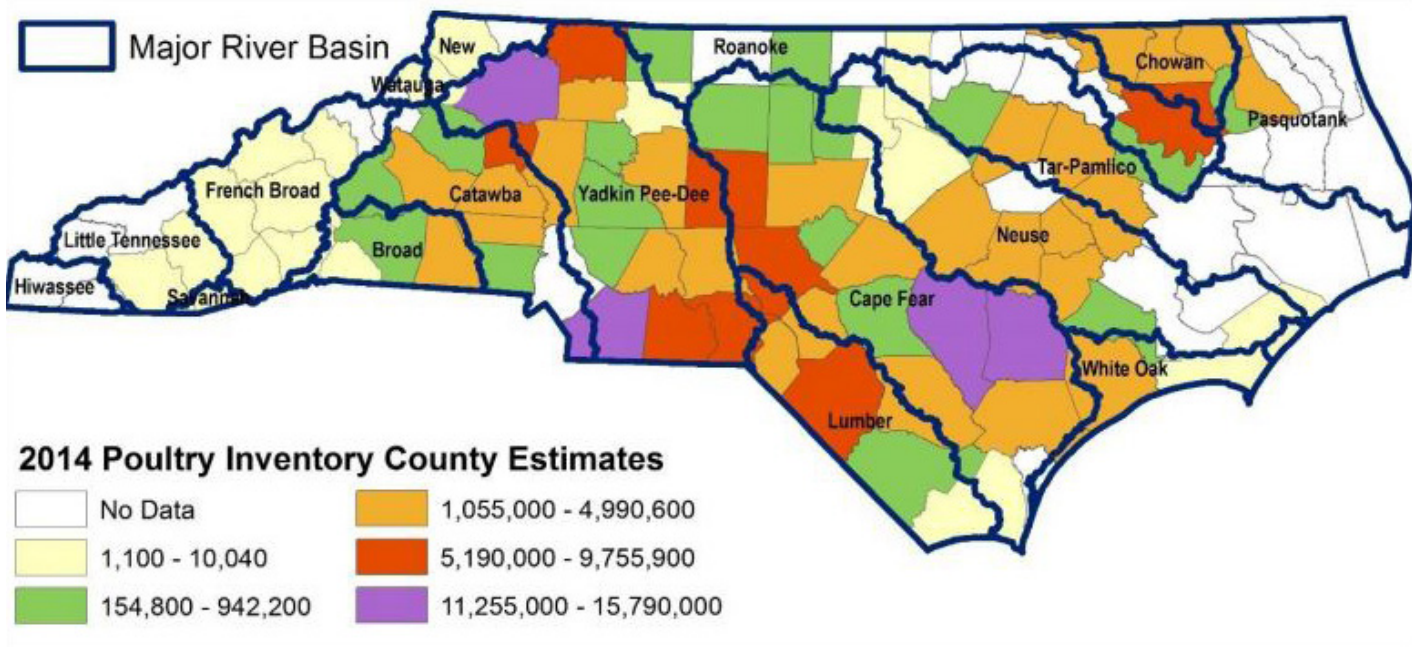 Major River Basin
New
Roanoke
Chowan
Watauga
Pasquotank
Tar-Pamlico
French Broad
Catawba
Yadkin Pee-Dee
Little Tennessee
Broad
Neuse
Hiwassee
Savannah
Cape Fear
White Oak
Lumber
2014 Poultry Inventory County Estimates
No Data
1,055,000 - 4,990,600
1,100 - 10,040
5,190,000 - 9,755,900
154,800 - 942,200
11,255,000 - 15,790,000